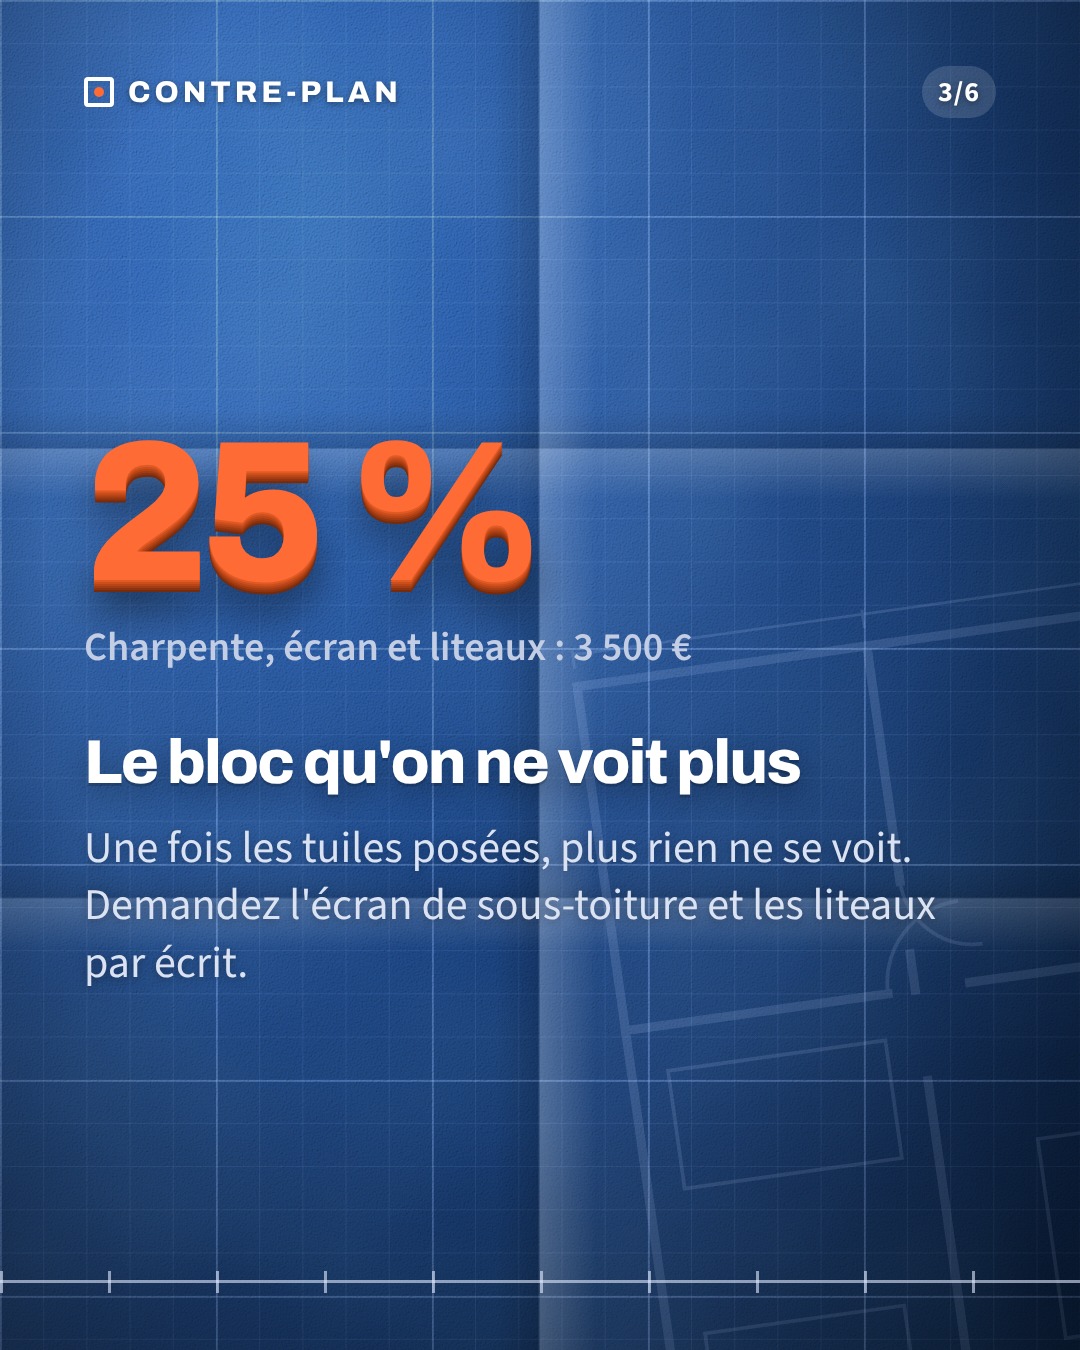 CONTRE-PLAN
3/6
25 %
Charpente, écran et liteaux : 3 500 €
Le bloc qu'on ne voit plus
Une fois les tuiles posées, plus rien ne se voit.
Demandez l'écran de sous-toiture et les liteaux
par écrit.